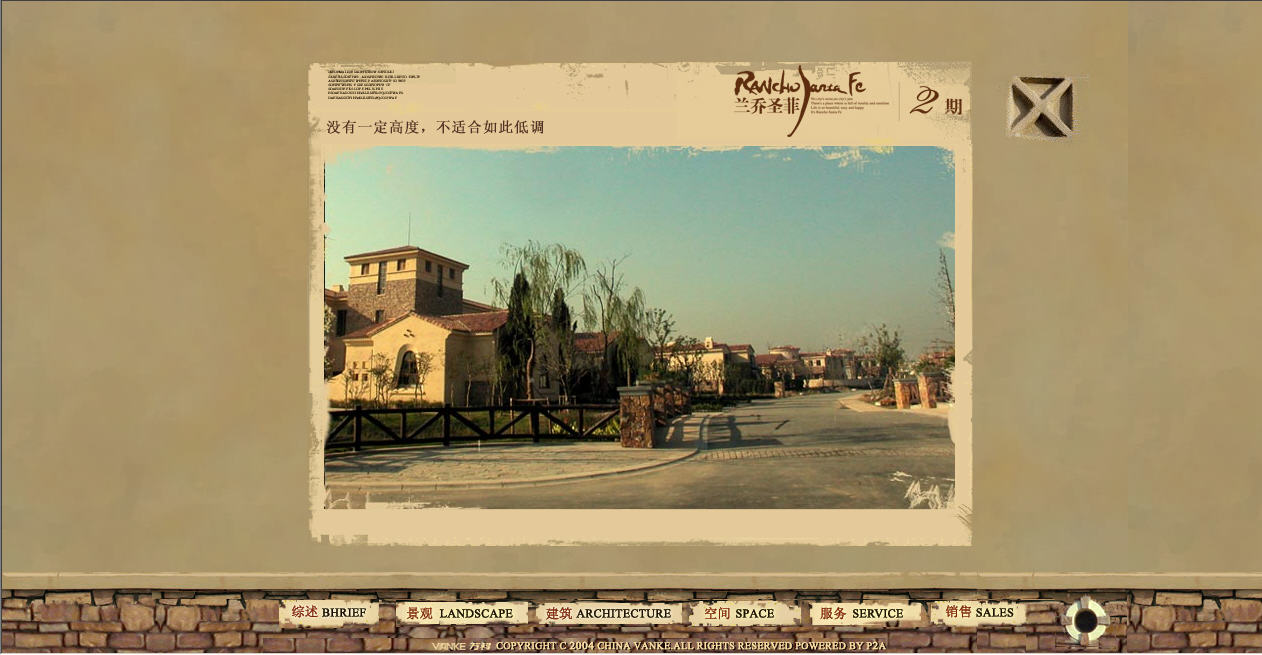 Rancho Santa Fe
兰乔圣菲
2 期
没有一定高度，不适合如此低调
综述 BHRIEF
景观 LANDSCAPE
建筑 ARCHITECTURE
空间 SPACE
服务 SERVICE
销售 SALES
VANKE 万科 COPYRIGHT C 2004 CHINA VANKE.ALL RIGHTS RESERVED POWERED BY P2A